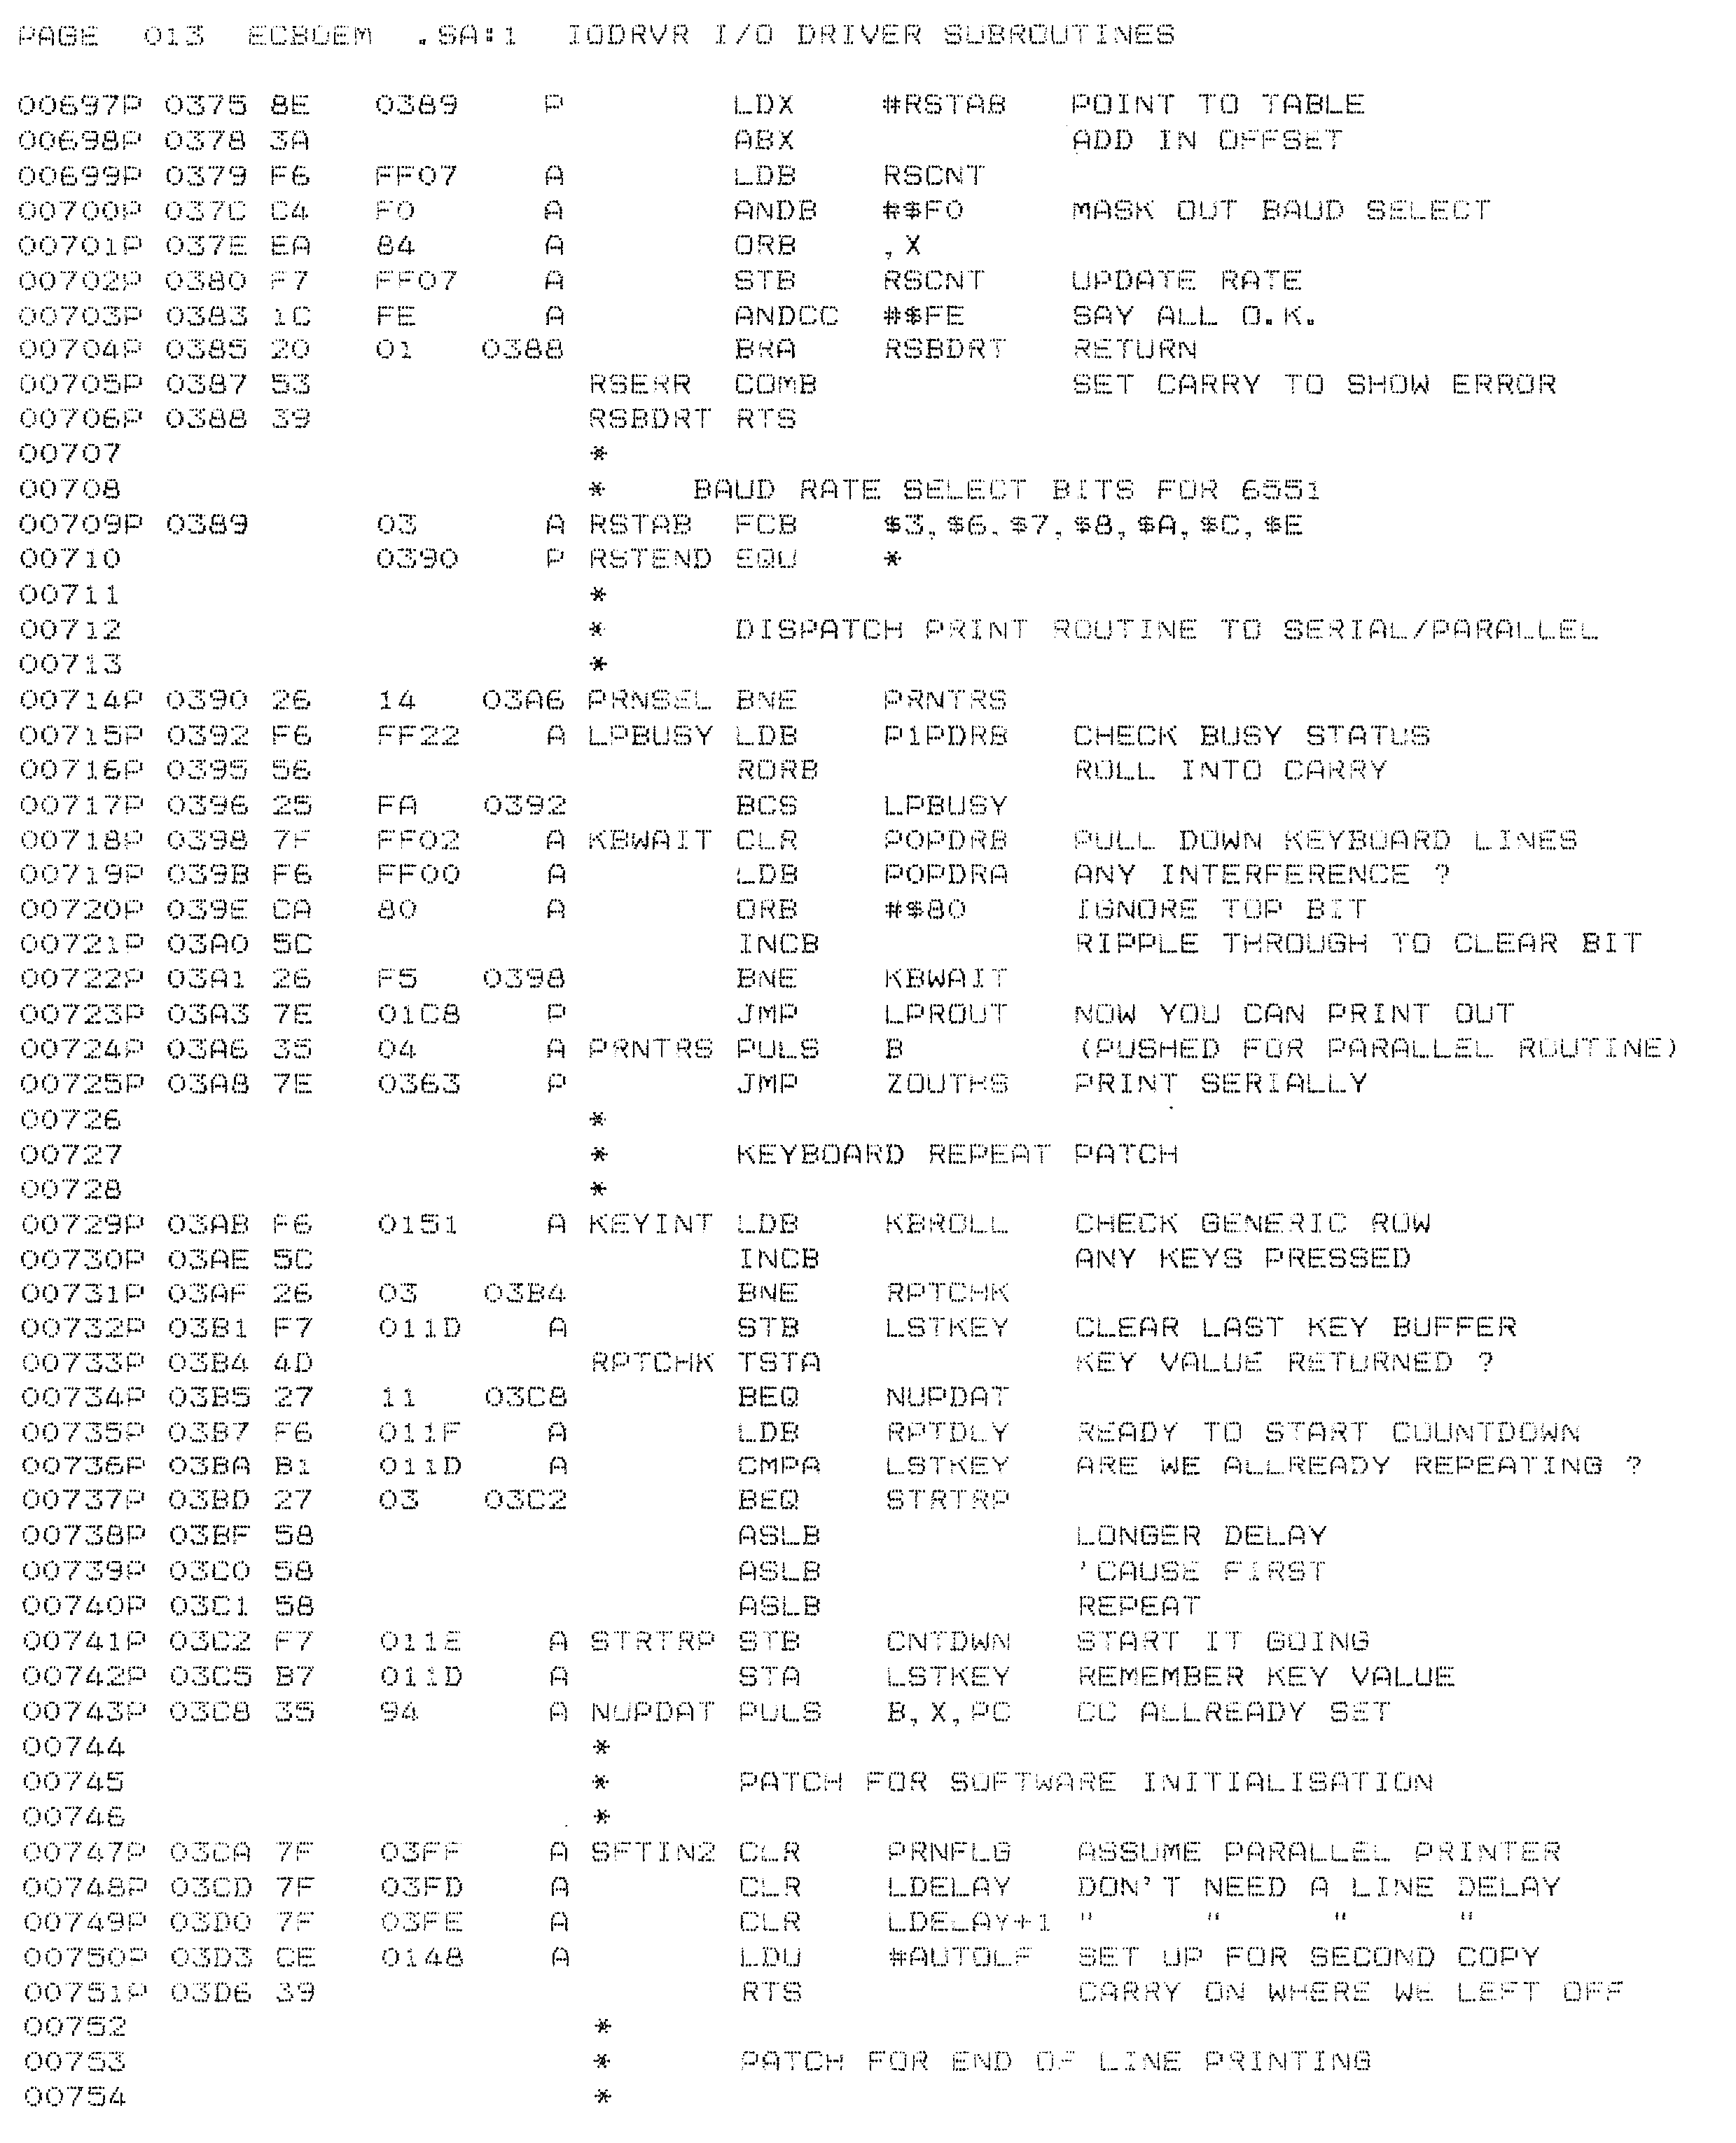 PAGE  013  ECBOEM  .SA:1  IODRVR I/O DRIVER SUBROUTINES
00697P 0375 8E   0389    P        LDX    #RSTAB   POINT TO TABLE
00698P 0378 3A                    ABX             ADD IN OFFSET
00699P 0379 F6   FF07    A        LDB    RSCNT
00700P 037C C4   F0      A        ANDB   #$F0     MASK OUT BAUD SELECT
00701P 037E EA   84      A        ORB    ,X
00702P 0380 F7   FF07    A        STB    RSCNT    UPDATE RATE
00703P 0383 1C   FE      A        ANDCC  #$FE     SAY ALL O.K.
00704P 0385 20   01   0388        BRA    RSBDRT   RETURN
00705P 0387 53             RSERR  COMB            SET CARRY TO SHOW ERROR
00706P 0388 39             RSBDRT RTS
00707                      *
00708                      *    BAUD RATE SELECT BITS FOR 6551
00709P 0389      03      A RSTAB  FCB    $3,$6,$7,$8,$A,$C,$E
00710            0390    P RSTEND EQU    *
00711                      *
00712                      *      DISPATCH PRINT ROUTINE TO SERIAL/PARALLEL
00713                      *
00714P 0390 26   14   03A6 PRNSEL BNE    PRNTRS
00715P 0392 F6   FF22    A LPBUSY LDB    P1PDRB   CHECK BUSY STATUS
00716P 0395 56                    RORB            ROLL INTO CARRY
00717P 0396 25   FA   0392        BCS    LPBUSY
00718P 0398 7F   FF02    A KBWAIT CLR    P0PDRB   PULL DOWN KEYBOARD LINES
00719P 039B F6   FF00    A        LDB    P0PDRA   ANY INTERFERENCE ?
00720P 039E CA   80      A        ORB    #$80     IGNORE TOP BIT
00721P 03A0 5C                    INCB            RIPPLE THROUGH TO CLEAR BIT
00722P 03A1 26   F5   0398        BNE    KBWAIT
00723P 03A3 7E   01C8    P        JMP    LPROUT   NOW YOU CAN PRINT OUT
00724P 03A6 35   04      A PRNTRS PULS   B        (PUSHED FOR PARALLEL ROUTINE)
00725P 03A8 7E   0363    P        JMP    ZOUTHS   PRINT SERIALLY
00726                      *
00727                      *      KEYBOARD REPEAT PATCH
00728                      *
00729P 03AB F6   0151    A KEYINT LDB    KBROLL   CHECK GENERIC ROW
00730P 03AE 5C                    INCB            ANY KEYS PRESSED
00731P 03AF 26   03   03B4        BNE    RPTCHK
00732P 03B1 F7   011D    A        STB    LSTKEY   CLEAR LAST KEY BUFFER
00733P 03B4 4D             RPTCHK TSTA            KEY VALUE RETURNED ?
00734P 03B5 27   11   03C8        BEQ    NUPDAT
00735P 03B7 F6   011F    A        LDB    RPTDLY   READY TO START COUNTDOWN
00736P 03BA B1   011D    A        CMPA   LSTKEY   ARE WE ALLREADY REPEATING ?
00737P 03BD 27   03   03C2        BEQ    STRTRP
00738P 03BF 58                    ASLB            LONGER DELAY
00739P 03C0 58                    ASLB            'CAUSE FIRST
00740P 03C1 58                    ASLB            REPEAT
00741P 03C2 F7   011E    A STRTRP STB    CNTDWN   START IT GOING
00742P 03C5 B7   011D    A        STA    LSTKEY   REMEMBER KEY VALUE
00743P 03C8 35   94      A NUPDAT PULS   B,X,PC   CC ALLREADY SET
00744                      *
00745                      *      PATCH FOR SOFTWARE INITIALISATION
00746                      *
00747P 03CA 7F   03FF    A SFTIN2 CLR    PRNFLG   ASSUME PARALLEL PRINTER
00748P 03CD 7F   03FD    A        CLR    LDELAY   DON'T NEED A LINE DELAY
00749P 03D0 7F   03FE    A        CLR    LDELAY+1 "     "     "     "
00750P 03D3 CE   0148    A        LDU    #AUTOLF  SET UP FOR SECOND COPY
00751P 03D6 39                    RTS             CARRY ON WHERE WE LEFT OFF
00752                      *
00753                      *      PATCH FOR END OF LINE PRINTING
00754                      *